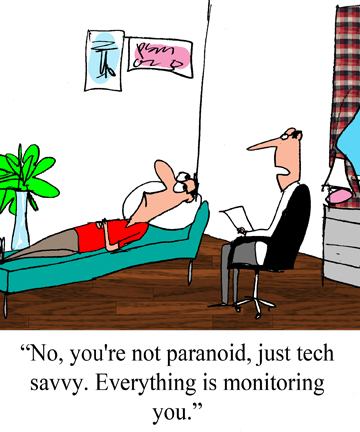 “No, you're not paranoid, just tech
savvy. Everything is monitoring
you.”